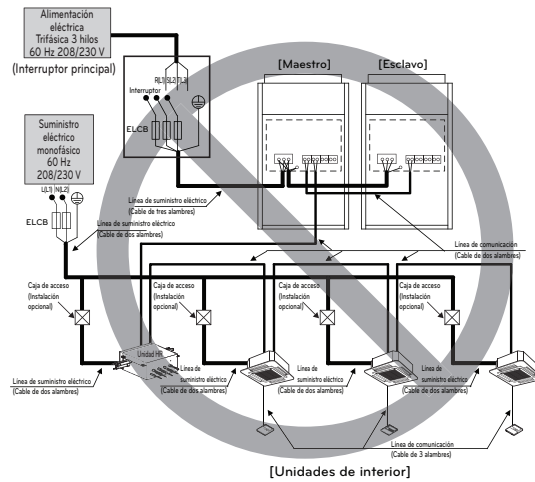 Alimentación
eléctrica
Trifásica 3 hilos
60 Hz 208/230 V
(Interruptor principal)
R(L1) S(L2) T(L3)
Interruptor
ELCB
[Maestro]
[Esclavo]
Suministro
eléctrico
monofásico
60 Hz
208/230 V
L(L1) N(L2)
ELCB
Línea de suministro eléctrico
(Cable de dos alambres)
Línea de suministro eléctrico
(Cable de tres alambres)
Línea de comunicación
(Cable de dos alambres)
Caja de acceso
(Instalación
opcional)
Caja de acceso
(Instalación
opcional)
Caja de acceso
(Instalación
opcional)
Caja de acceso
(Instalación
opcional)
Unidad HR
Línea de suministro eléctrico
(Cable de dos alambres)
Línea de
suministro eléctrico
(Cable de dos alambres)
Línea de
suministro eléctrico
(Cable de dos alambres)
Línea de
suministro eléctrico
(Cable de dos alambres)
Línea de comunicación
(Cable de 3 alambres)
[Unidades de interior]